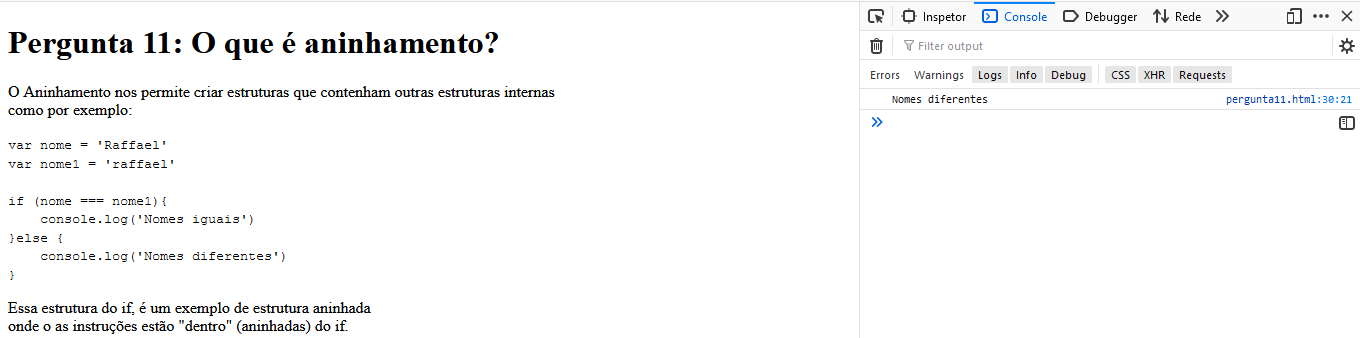 Pergunta 11: O que é aninhamento?
O Aninhamento nos permite criar estruturas que contenham outras estruturas internas
como por exemplo:
var nome = 'Raffael'
var nome1 = 'raffael'
if (nome === nome1){
    console.log('Nomes iguais')
}else {
    console.log('Nomes diferentes')
}
Essa estrutura do if, é um exemplo de estrutura aninhada
onde o as instruções estão "dentro" (aninhadas) do if.
Inspetor Console Debugger Rede
Filter output
Errors Warnings Logs Info Debug CSS XHR Requests
Nomes diferentes pergunta11.html:30:21